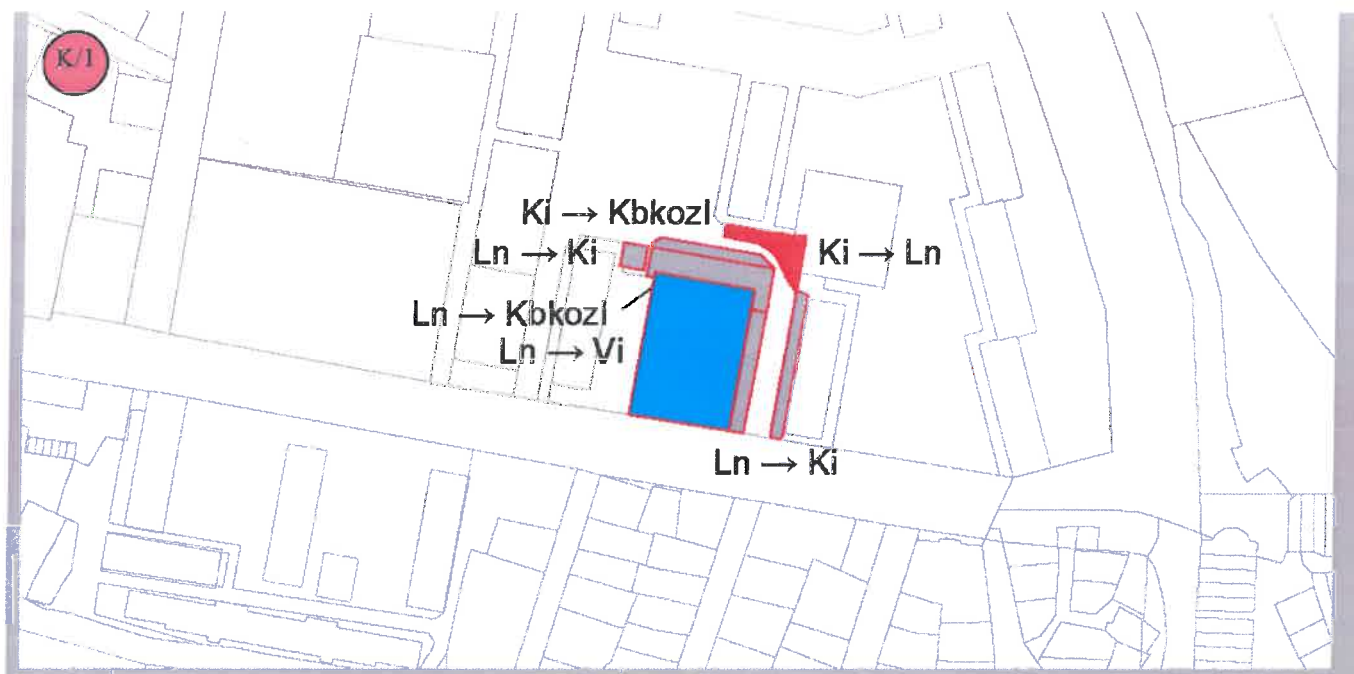 K/1
Ki → Kbkozl
Ln → Ki
Ki → Ln
Ln → Kbkozl
Ln → Vi
Ln → Ki